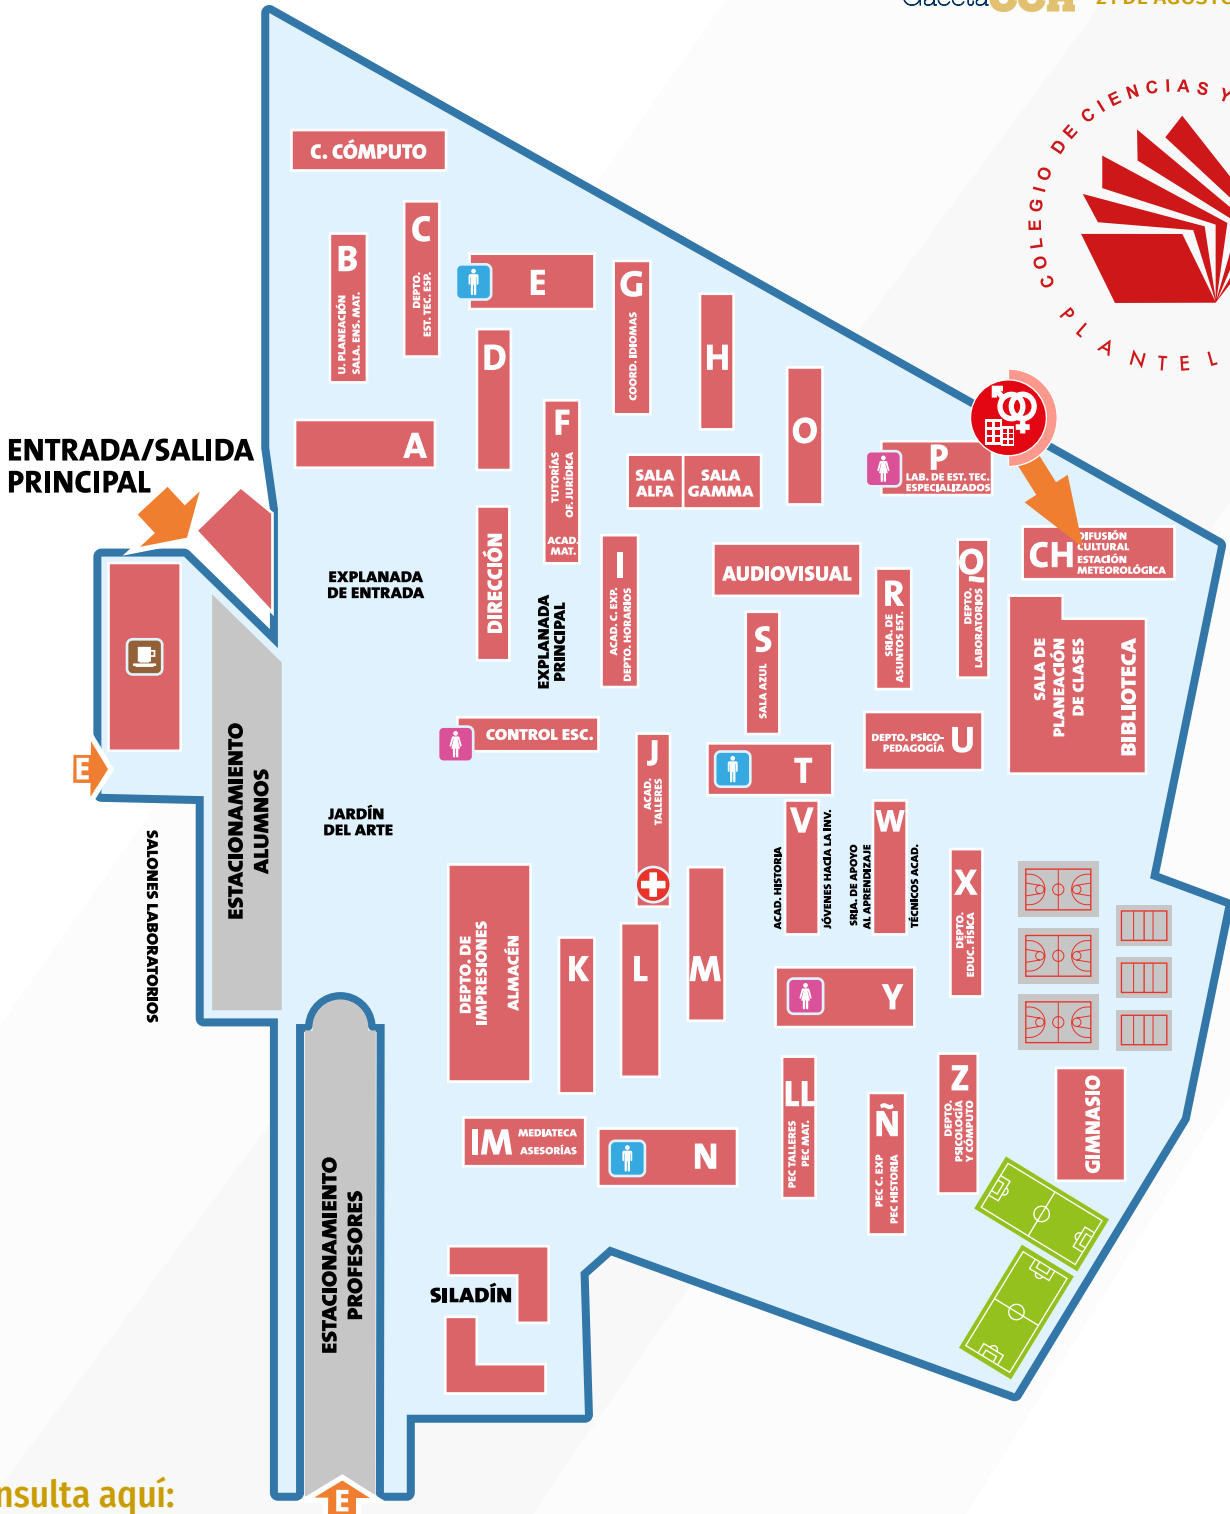 Gaceta CCH
21 DE AGOSTO
COLEGIO DE CIENCIAS Y
PLANTEL
C. CÓMPUTO
B
U. PLANEACIÓN
SALA. ENS. MAT.
C
DEPTO.
EST. TEC. ESP.
E
G
COORD. IDIOMAS
H
D
O
A
F
TUTORÍAS
OF. JURÍDICA
ACAD.
MAT.
SALA
ALFA
SALA
GAMMA
P
LAB. DE EST. TEC.
ESPECIALIZADOS
ENTRADA/SALIDA
PRINCIPAL
CH
DIFUSIÓN
CULTURAL
ESTACIÓN
METEOROLÓGICA
EXPLANADA
DE ENTRADA
DIRECCIÓN
EXPLANADA
PRINCIPAL
I
ACAD. C. EXP.
DEPTO. HORARIOS
AUDIOVISUAL
R
SRIA. DE
ASUNTOS EST.
Q
DEPTO.
LABORATORIOS
S
SALA AZUL
SALA DE
PLANEACIÓN
DE CLASES
BIBLIOTECA
CONTROL ESC.
J
ACAD.
TALLERES
T
DEPTO. PSICO-
PEDAGOGÍA
U
E
ESTACIONAMIENTO
ALUMNOS
SALONES LABORATORIOS
JARDÍN
DEL ARTE
V
ACAD. HISTORIA
JÓVENES HACIA LA INV.
W
SRIA. DE APOYO
AL APRENDIZAJE
TÉCNICOS ACAD.
X
DEPTO.
EDUC. FÍSICA
DEPTO. DE
IMPRESIONES
ALMACÉN
K
L
M
Y
LL
PEC TALLERES
PEC MAT.
Ñ
PEC C. EXP
PEC HISTORIA
Z
DEPTO.
PSICOLOGÍA
Y CÓMPUTO
GIMNASIO
IM
MEDIATECA
ASESORÍAS
N
ESTACIONAMIENTO
PROFESORES
SILADÍN
E
nsulta aquí: